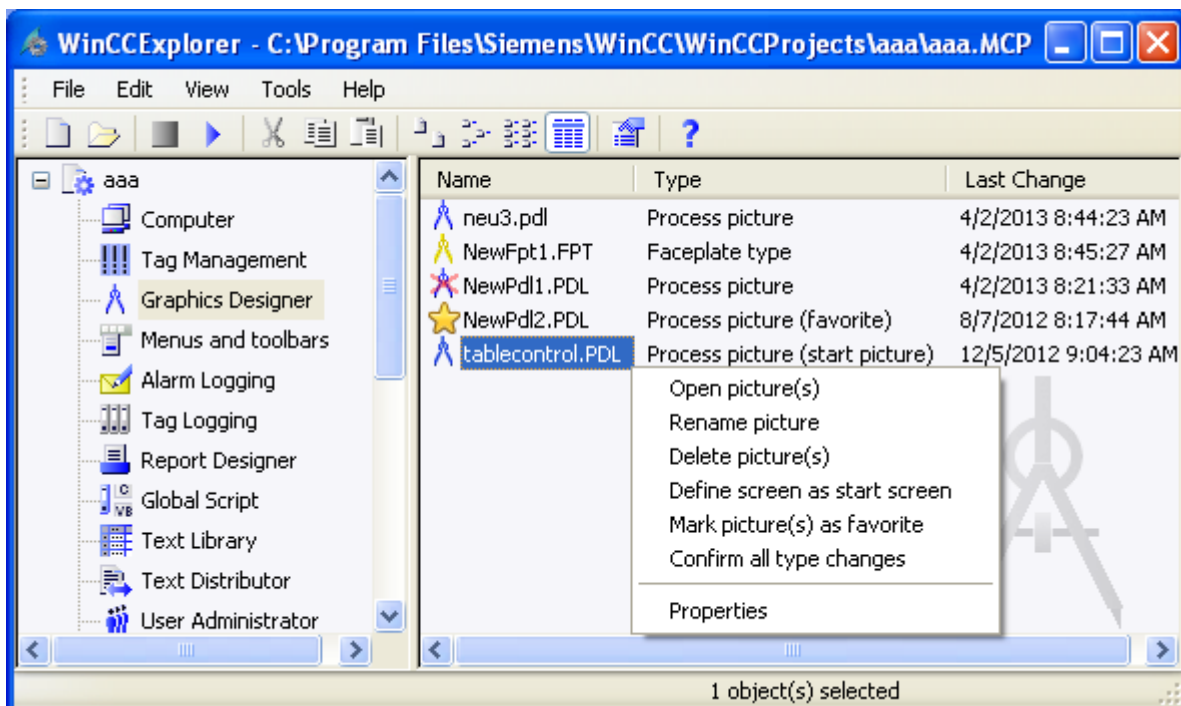 WinCCExplorer - C:\Program Files\Siemens\WinCC\WinCCProjects\aaa\aaa.MCP
File Edit View Tools Help
aaa
Computer
Tag Management
Graphics Designer
Menus and toolbars
Alarm Logging
Tag Logging
Report Designer
Global Script
Text Library
Text Distributor
User Administrator
Name Type Last Change
neu3.pdl Process picture 4/2/2013 8:44:23 AM
NewFpt1.FPT Faceplate type 4/2/2013 8:45:27 AM
NewPdl1.PDL Process picture 4/2/2013 8:21:33 AM
NewPdl2.PDL Process picture (favorite) 8/7/2012 8:17:44 AM
tablecontrol.PDL Process picture (start picture) 12/5/2012 9:04:23 AM
Open picture(s)
Rename picture
Delete picture(s)
Define screen as start screen
Mark picture(s) as favorite
Confirm all type changes
Properties
1 object(s) selected